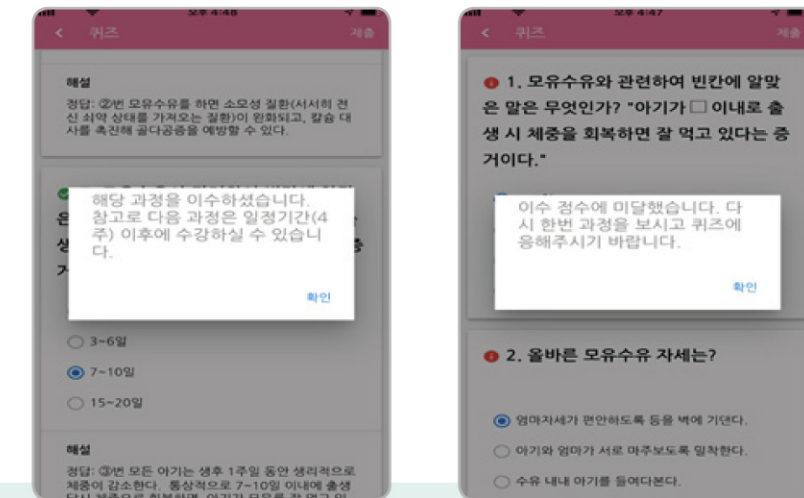 오후 4:48
퀴즈
제출
해설
정답: ②번 모유수유를 하면 소모성 질환(서서히 전
신 쇠약 상태를 가져오는 질환)이 완화되고, 칼슘 대
사를 촉진해 골다공증을 예방할 수 있다.
해당 과정을 이수하셨습니다.
참고로 다음 과정은 일정기간(4
주) 이후에 수강하실 수 있습니
다.
확인
3~6일
7~10일
15~20일
해설
정답: ③번 모든 아기는 생후 1주일 동안 생리적으로
체중이 감소한다. 통상적으로 7~10일 이내에 출생
오후 4:47
퀴즈
제출
1. 모유수유와 관련하여 빈칸에 알맞
은 말은 무엇인가? "아기가 □ 이내로 출
생 시 체중을 회복하면 잘 먹고 있다는 증
거이다."
이수 점수에 미달했습니다. 다
시 한번 과정을 보시고 퀴즈에
응해주시기 바랍니다.
확인
2. 올바른 모유수유 자세는?
엄마자세가 편안하도록 등을 벽에 기댄다.
아기와 엄마가 서로 마주보도록 밀착한다.
수유 내내 아기를 들여다본다.